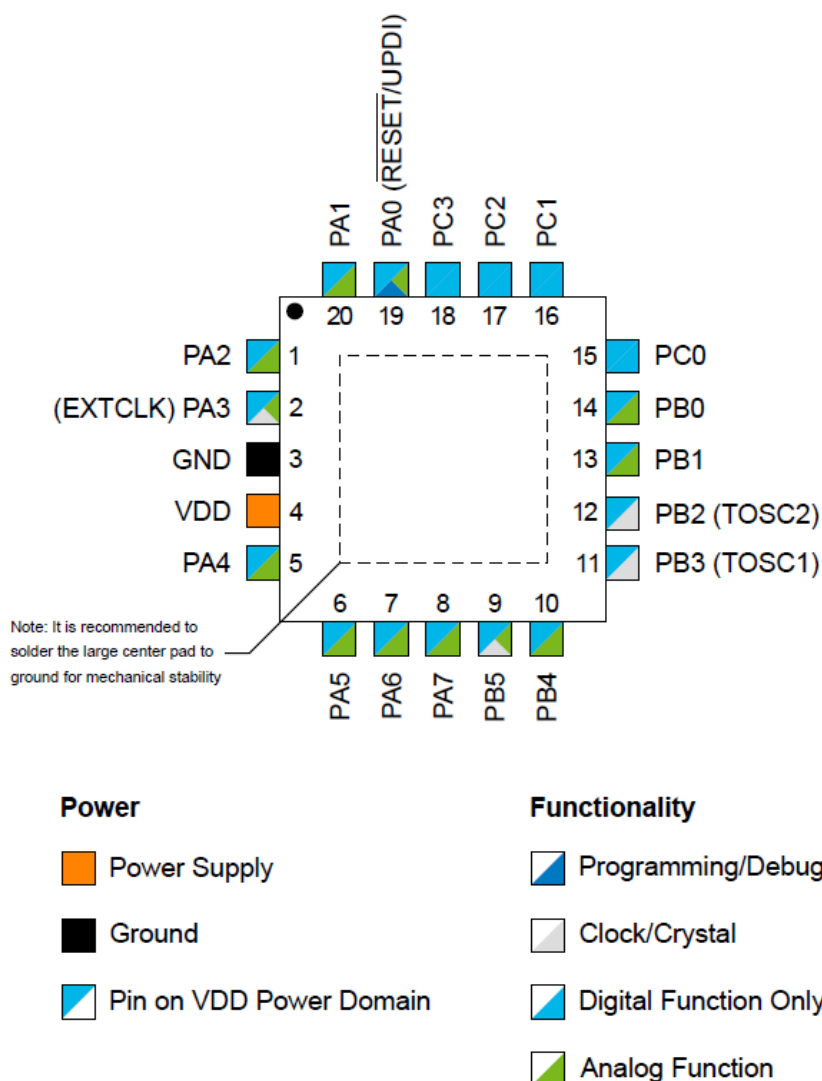 PA1
PA0 (RESET/UPDI)
PC3
PC2
PC1
20
19
18
17
16
PA2
1
15
PC0
(EXTCLK) PA3
2
14
PB0
GND
3
13
PB1
VDD
4
12
PB2 (TOSC2)
PA4
5
11
PB3 (TOSC1)
6
7
8
9
10
PA5
PA6
PA7
PB5
PB4
Note: It is recommended to
solder the large center pad to
ground for mechanical stability
Power
Power Supply
Ground
Pin on VDD Power Domain
Functionality
Programming/Debug
Clock/Crystal
Digital Function Only
Analog Function